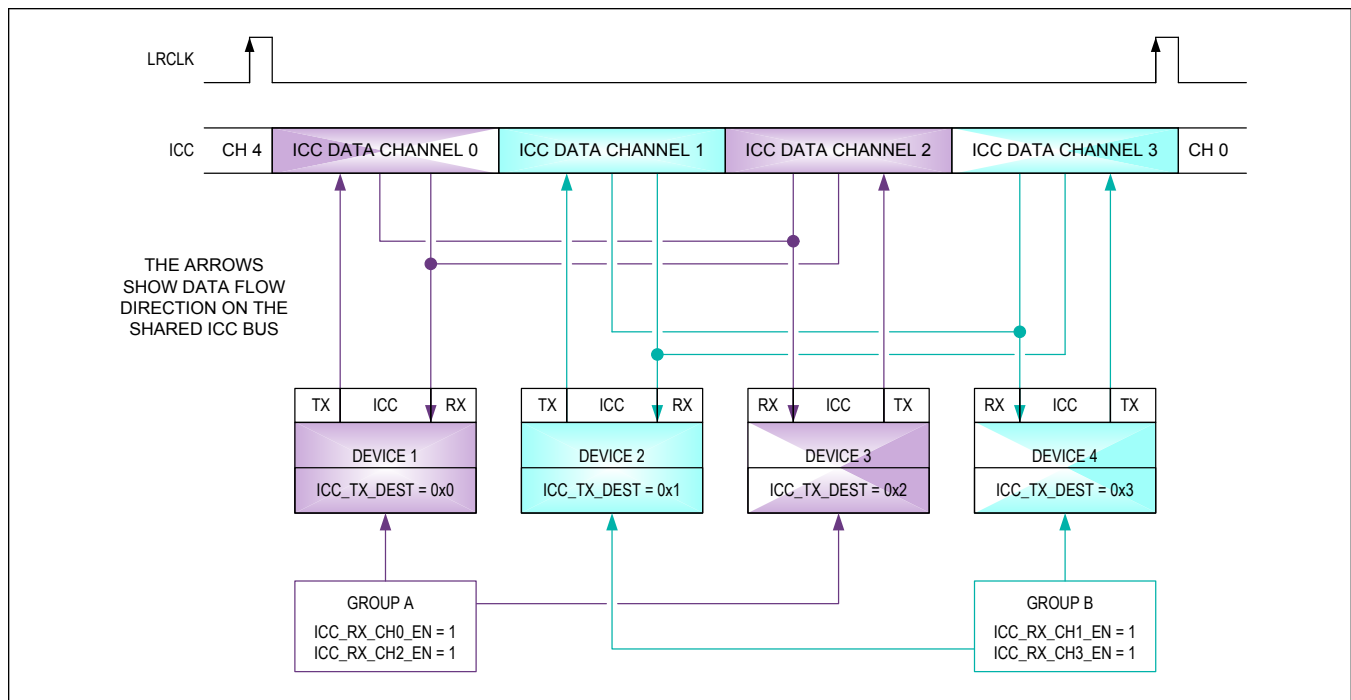 LRCLK
ICC
CH 4
ICC DATA CHANNEL 0
ICC DATA CHANNEL 1
ICC DATA CHANNEL 2
ICC DATA CHANNEL 3
CH 0
THE ARROWS
SHOW DATA FLOW
DIRECTION ON THE
SHARED ICC BUS
TX ICC RX
DEVICE 1
ICC_TX_DEST = 0x0
TX ICC RX
DEVICE 2
ICC_TX_DEST = 0x1
RX ICC TX
DEVICE 3
ICC_TX_DEST = 0x2
RX ICC TX
DEVICE 4
ICC_TX_DEST = 0x3
GROUP A
ICC_RX_CH0_EN = 1
ICC_RX_CH2_EN = 1
GROUP B
ICC_RX_CH1_EN = 1
ICC_RX_CH3_EN = 1